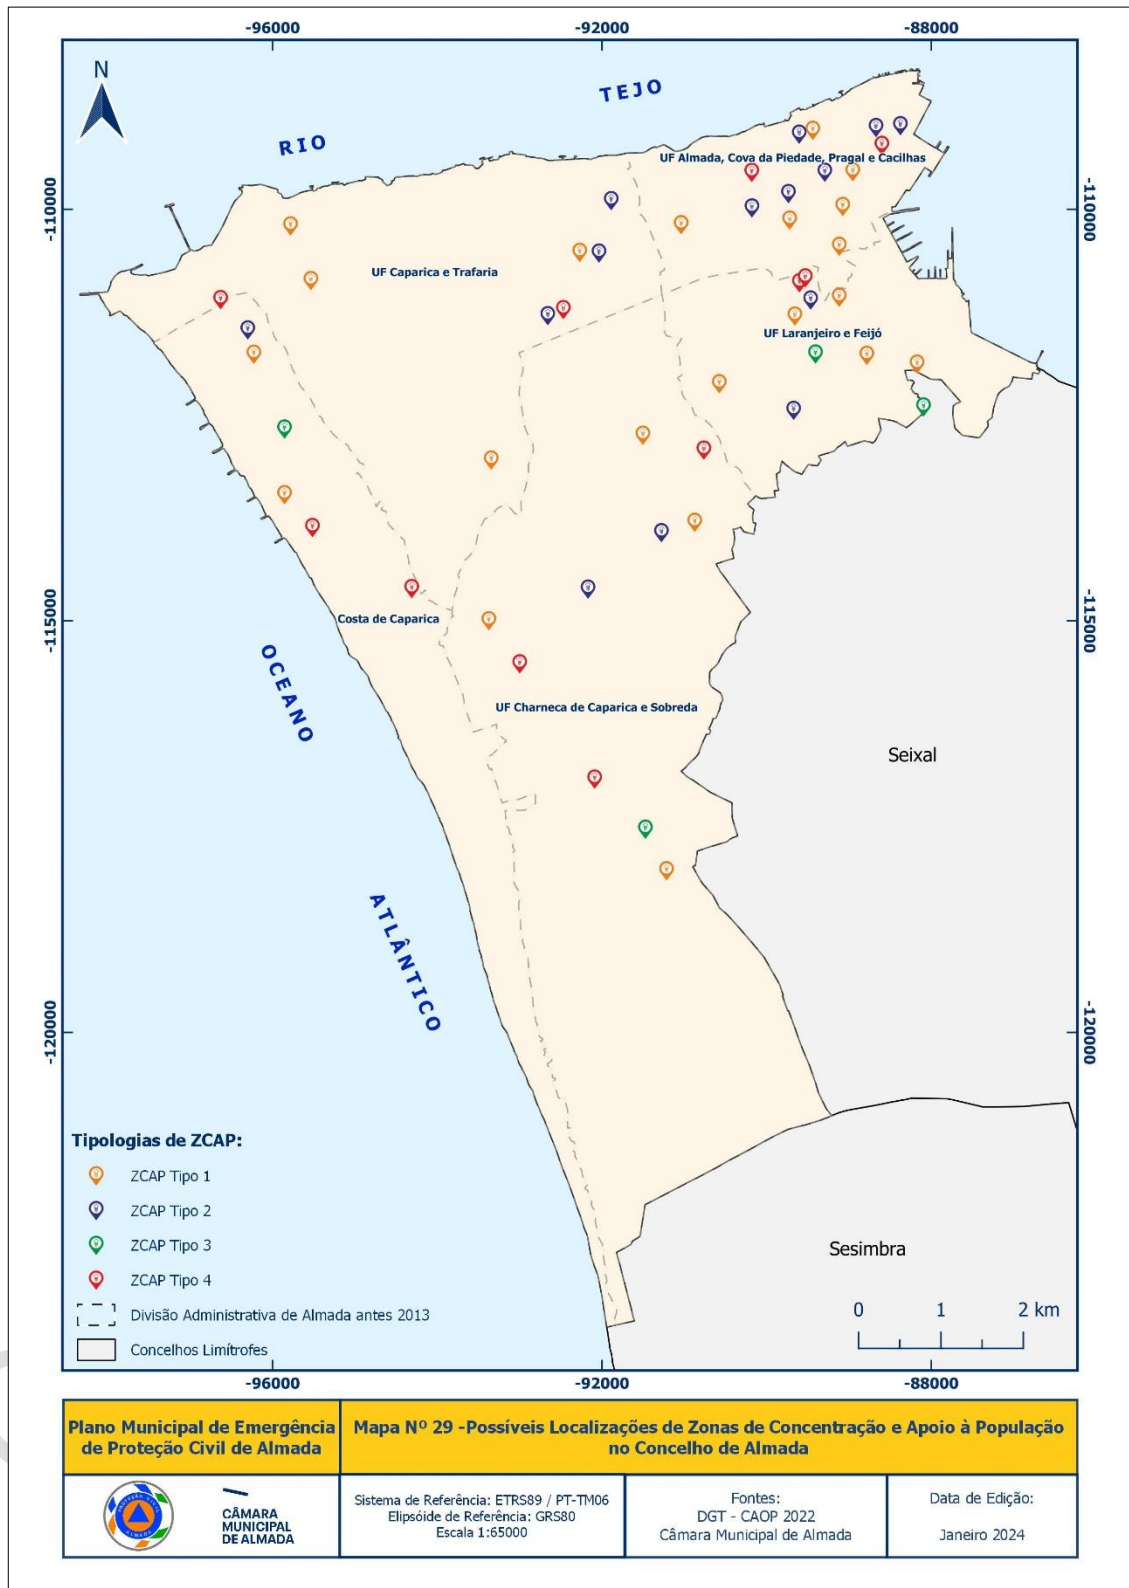 -96000
-92000
-88000
N
RIO
TEJO
UF Almada, Cova da Piedade, Pragal e Cacilhas
-110000
-110000
UF Caparica e Trafaria
UF Laranjeiro e Feijó
-115000
-115000
Costa de Caparica
OCEANO
UF Charneca de Caparica e Sobreda
Seixal
ATLÂNTICO
-120000
-120000
Tipologias de ZCAP:
ZCAP Tipo 1
ZCAP Tipo 2
ZCAP Tipo 3
ZCAP Tipo 4
Divisão Administrativa de Almada antes 2013
Concelhos Limítrofes
Sesimbra
0 1 2 km
-96000
-92000
-88000
Plano Municipal de Emergência
de Proteção Civil de Almada
Mapa Nº 29 -Possíveis Localizações de Zonas de Concentração e Apoio à População
no Concelho de Almada
PROTEÇÃO CIVIL
ALMADA
CÂMARA
MUNICIPAL
DE ALMADA
Sistema de Referência: ETRS89 / PT-TM06
Elipsóide de Referência: GRS80
Escala 1:65000
Fontes:
DGT - CAOP 2022
Câmara Municipal de Almada
Data de Edição:
Janeiro 2024